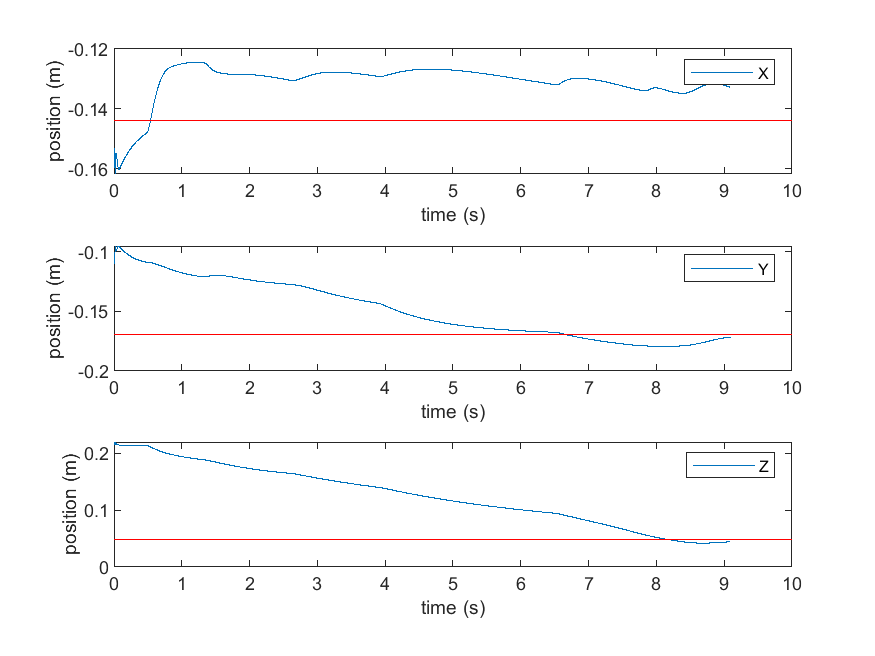 -0.12
-0.14
-0.16
position (m)
X
0 1 2 3 4 5 6 7 8 9 10
time (s)
-0.1
-0.15
-0.2
position (m)
Y
0 1 2 3 4 5 6 7 8 9 10
time (s)
0.2
0.1
0
position (m)
Z
0 1 2 3 4 5 6 7 8 9 10
time (s)